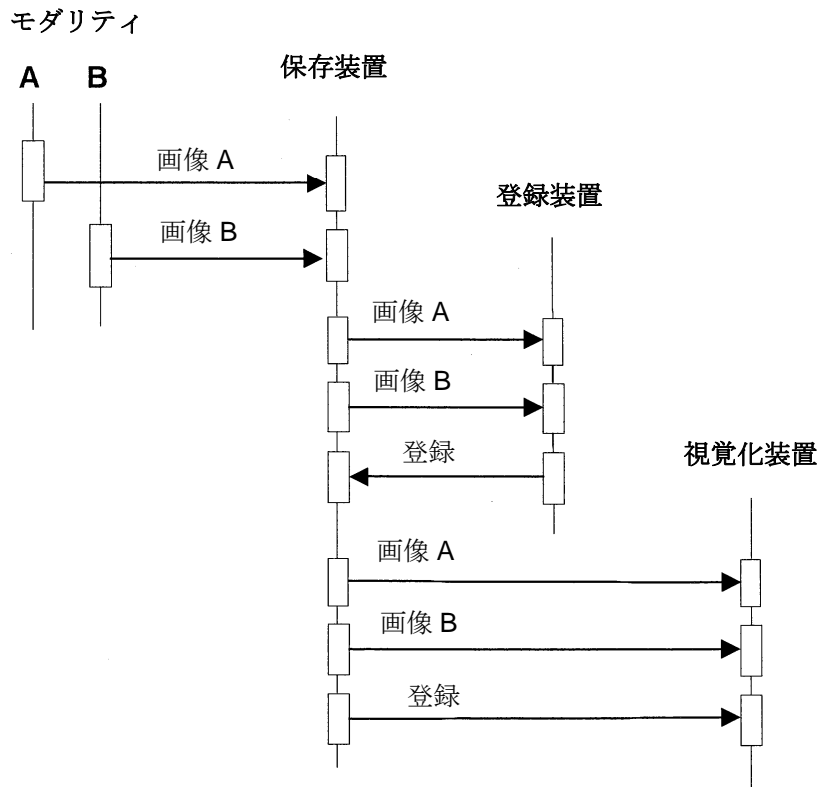 モダリティ
A B
保存装置
画像 A
登録装置
画像 B
画像 A
画像 B
登録
視覚化装置
画像 A
画像 B
登録